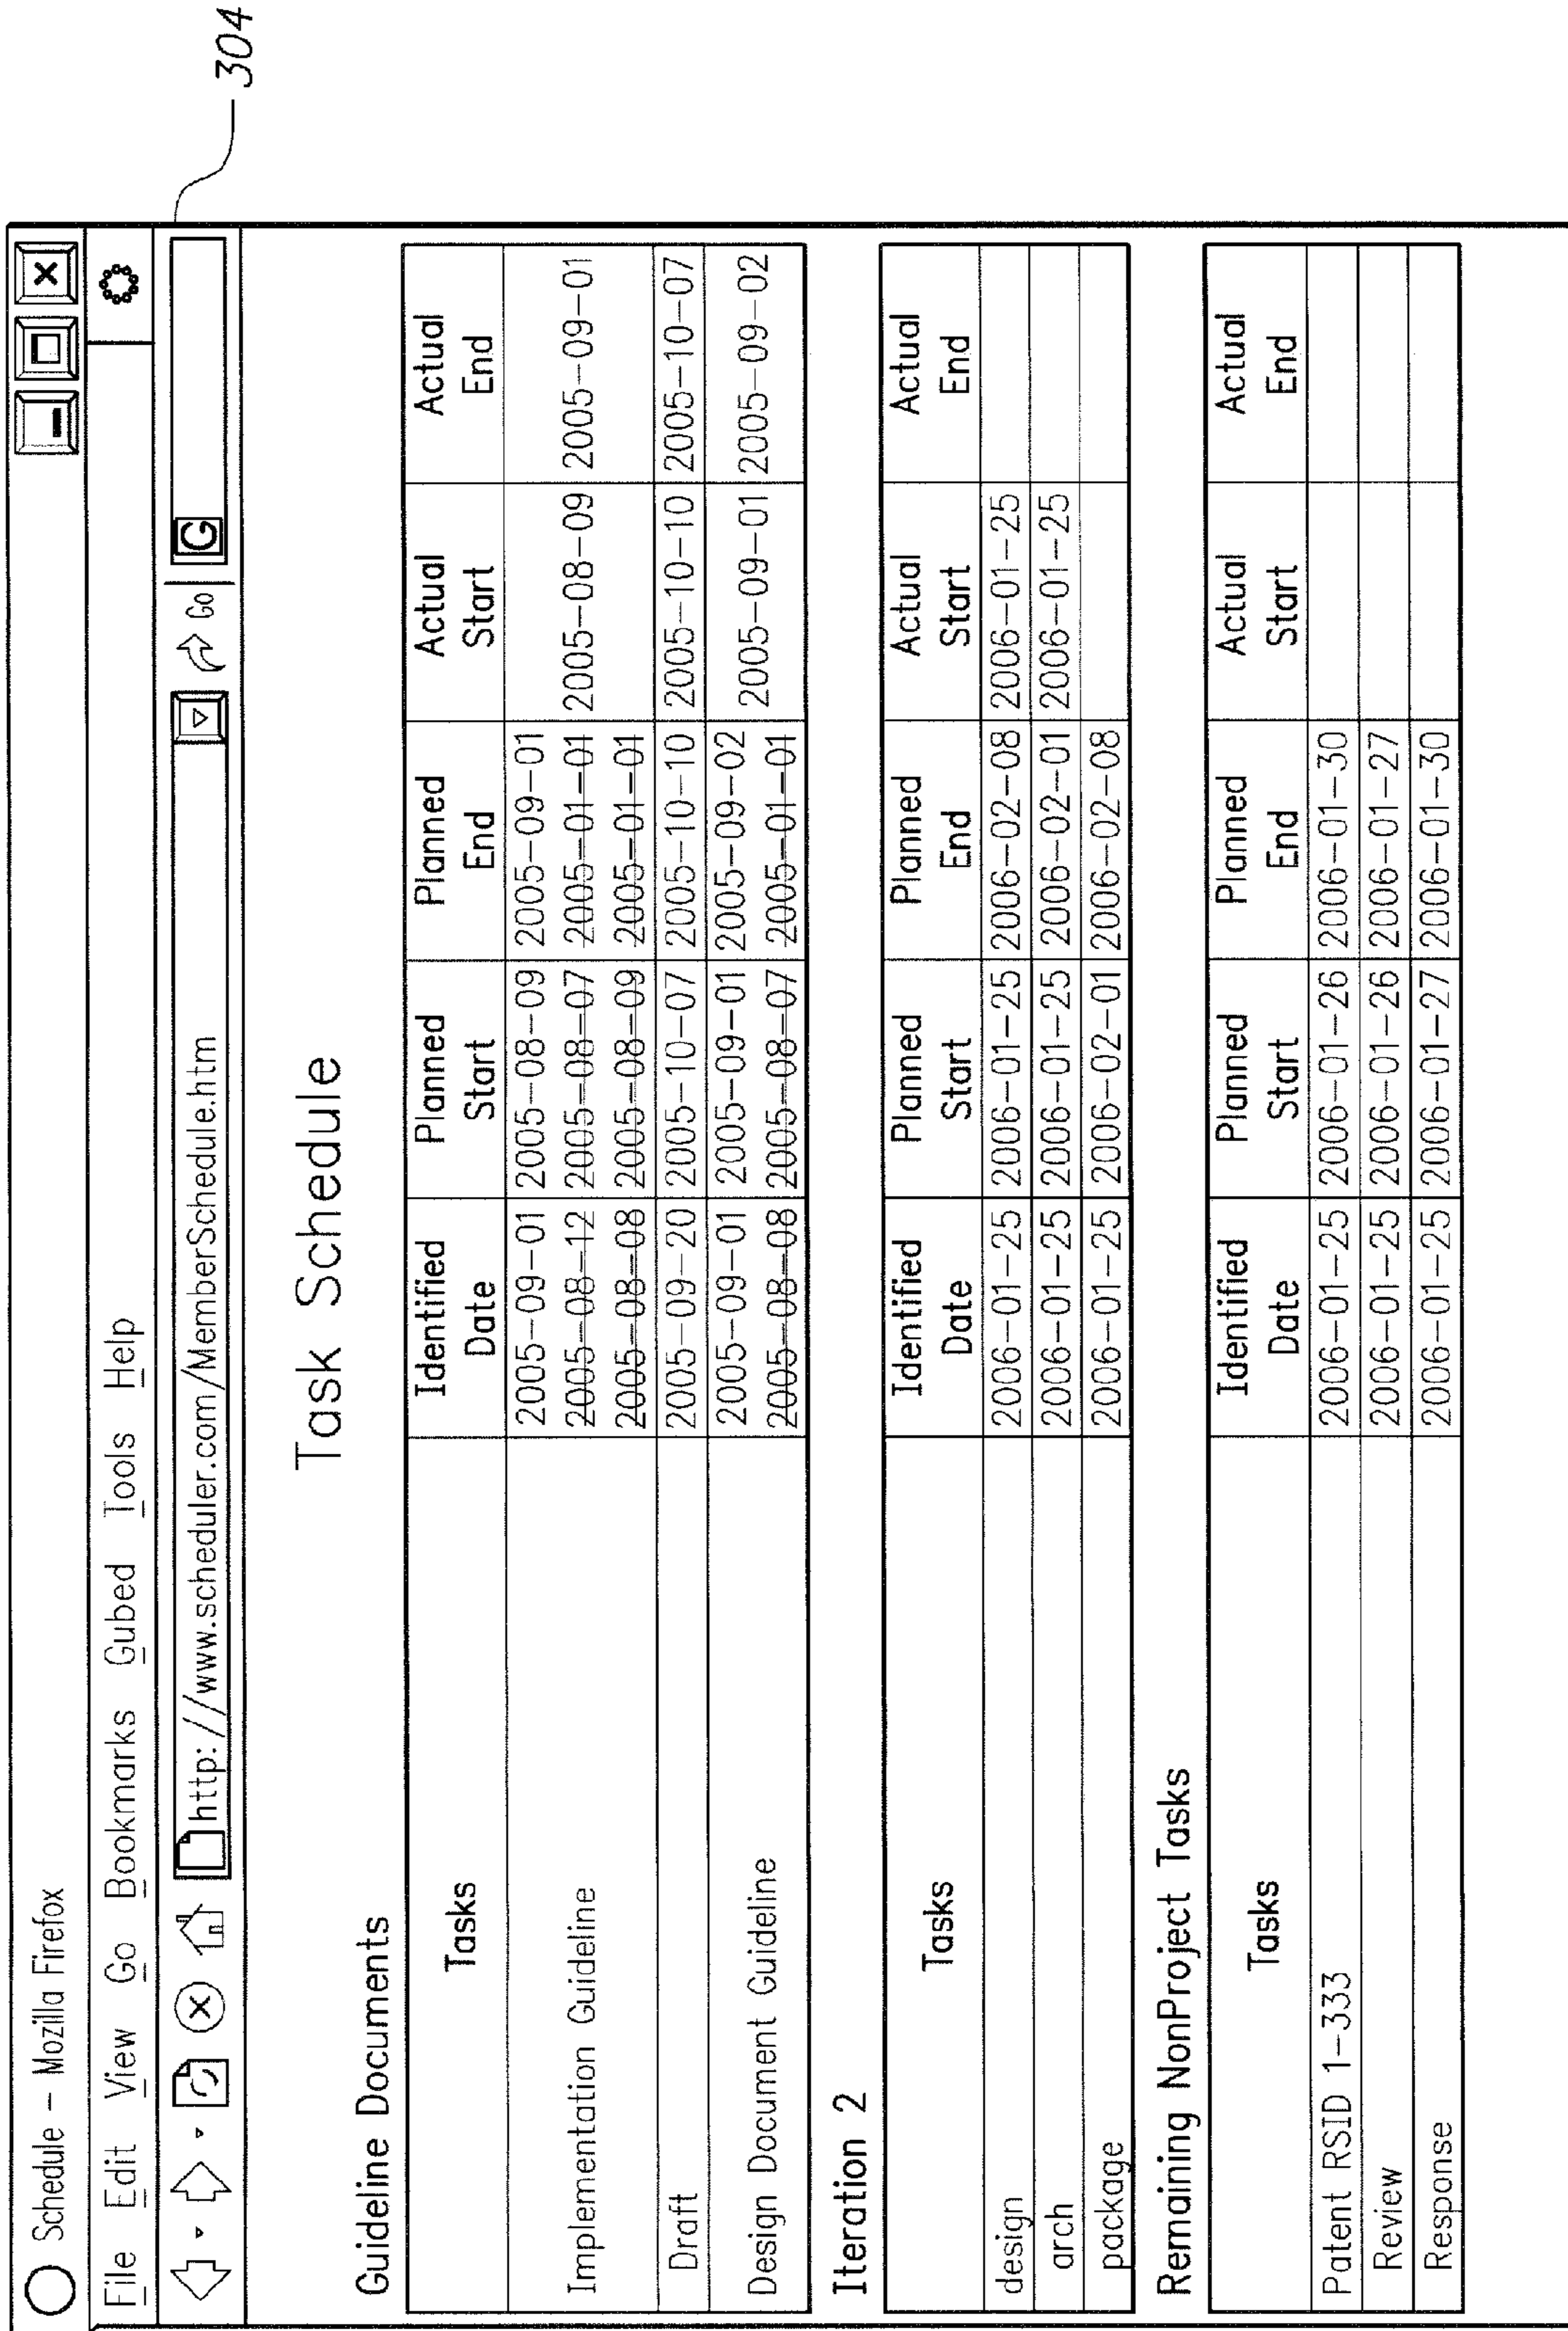 Schedule – Mozilla Firefox
File Edit View Go Bookmarks Gubed Tools Help
http://www.scheduler.com/MemberSchedule.htm Go G
304
Task Schedule
Guideline Documents
Tasks Identified Date Planned Start Planned End Actual Start Actual End
2005-09-01 2005-08-09 2005-09-01
Implementation Guideline 2005-08-12 2005-08-07 2005-01-01 2005-08-09 2005-09-01
2005-08-08 2005-08-09 2005-01-01
Draft 2005-09-20 2005-10-07 2005-10-10 2005-10-10 2005-10-07
Design Document Guideline 2005-09-01 2005-09-01 2005-09-02 2005-09-01 2005-09-02
2005-08-08 2005-08-07 2005-01-01
Iteration 2
Tasks Identified Date Planned Start Planned End Actual Start Actual End
design 2006-01-25 2006-01-25 2006-02-08 2006-01-25
arch 2006-01-25 2006-01-25 2006-02-01 2006-01-25
package 2006-01-25 2006-02-01 2006-02-08
Remaining NonProject Tasks
Tasks Identified Date Planned Start Planned End Actual Start Actual End
Patent RSID 1-333 2006-01-25 2006-01-26 2006-01-30
Review 2006-01-25 2006-01-26 2006-01-27
Response 2006-01-25 2006-01-27 2006-01-30